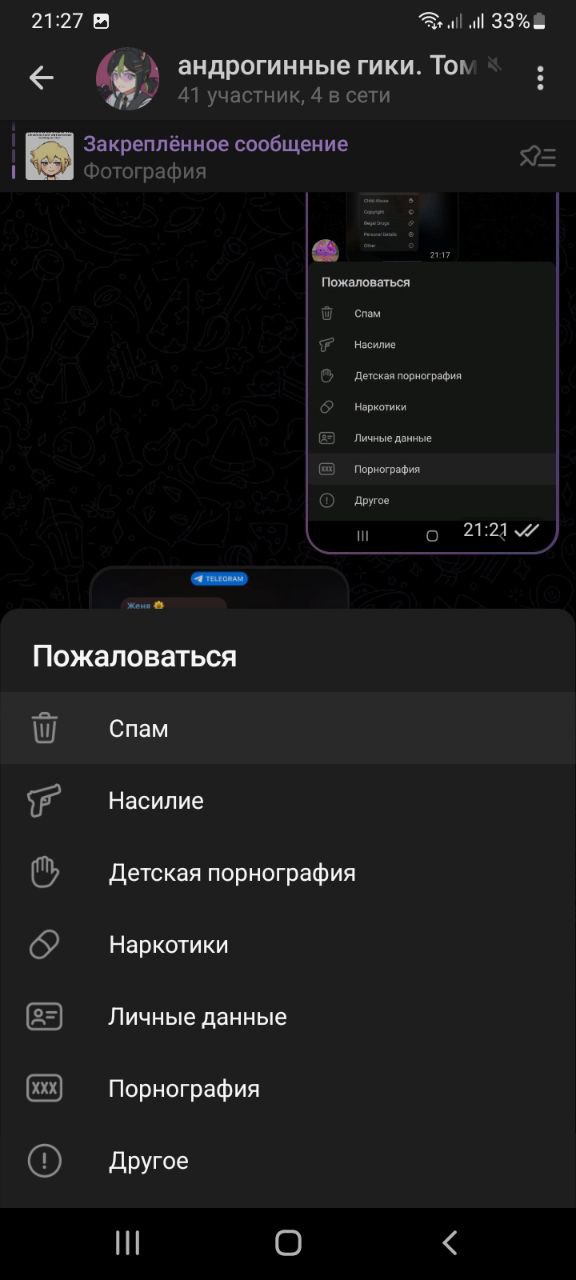 21:27 33%
андрогинные гики. Том
41 участник, 4 в сети
Закреплённое сообщение
Фотография
Child Abuse
Copyright
Illegal Drugs
Personal Details
Other
21:17
Пожаловаться
Спам
Насилие
Детская порнография
Наркотики
Личные данные
Порнография
Другое
21:21
TELEGRAM
Женя
Пожаловаться
Спам
Насилие
Детская порнография
Наркотики
Личные данные
XXX Порнография
Другое